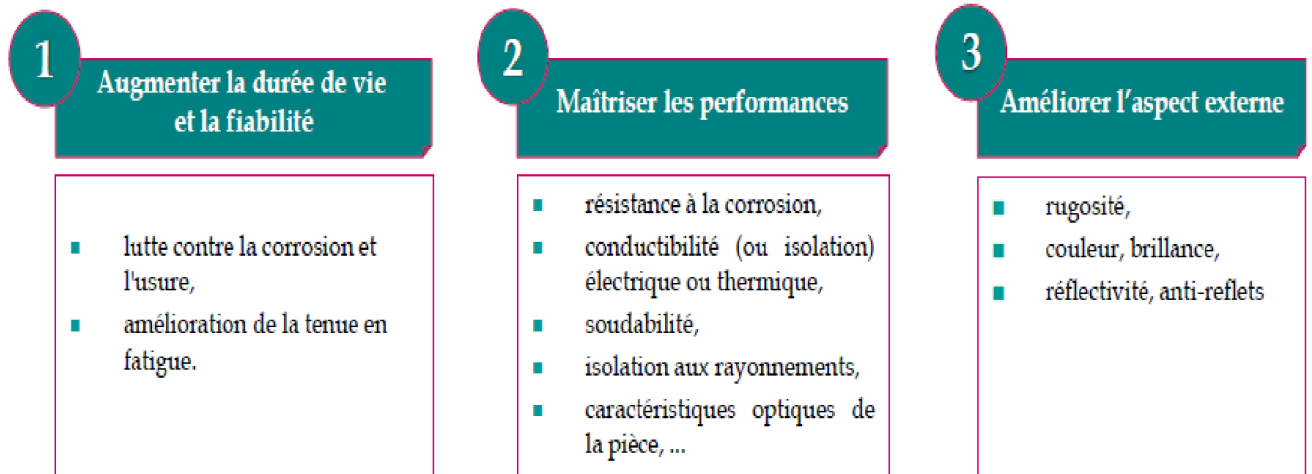 1
Augmenter la durée de vie
et la fiabilité
lutte contre la corrosion et
l'usure,
amélioration de la tenue en
fatigue.
2
Maîtriser les performances
résistance à la corrosion,
conductibilité (ou isolation)
électrique ou thermique,
soudabilité,
isolation aux rayonnements,
caractéristiques optiques de
la pièce, ...
3
Améliorer l'aspect externe
rugosité,
couleur, brillance,
réflectivité, anti-reflets